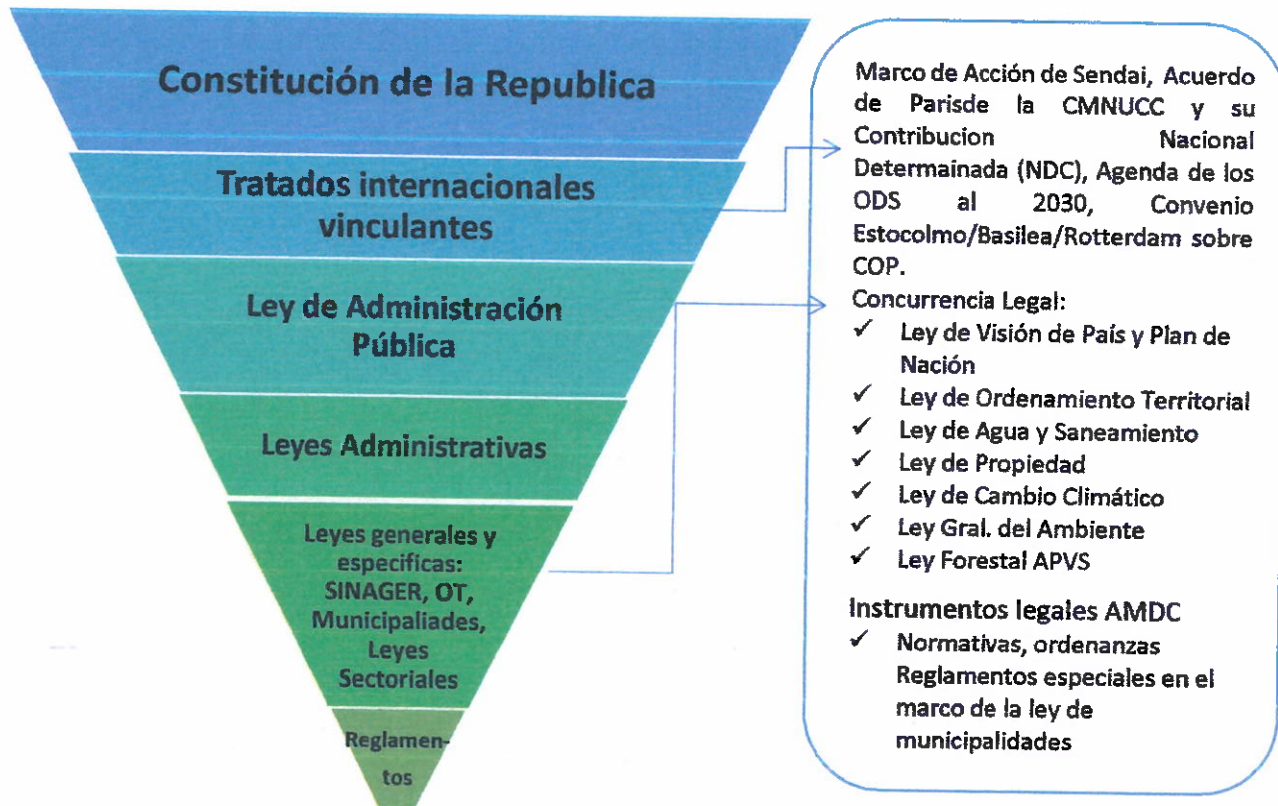 Constitución de la Republica
Tratados internacionales
vinculantes
Ley de Administración
Pública
Leyes Administrativas
Leyes generales y
especificas:
SINAGER, OT,
Municipaliades,
Leyes
Sectoriales
Reglamen-
tos
Marco de Acción de Sendai, Acuerdo
de Parisde la CMNUCC y su
Contribucion Nacional
Determainada (NDC), Agenda de los
ODS al 2030, Convenio
Estocolmo/Basilea/Rotterdam sobre
COP.
Concurrencia Legal:
✓ Ley de Visión de País y Plan de
Nación
✓ Ley de Ordenamiento Territorial
✓ Ley de Agua y Saneamiento
✓ Ley de Propiedad
✓ Ley de Cambio Climático
✓ Ley Gral. del Ambiente
✓ Ley Forestal APVS
Instrumentos legales AMDC
✓ Normativas, ordenanzas
Reglamentos especiales en el
marco de la ley de
municipalidades